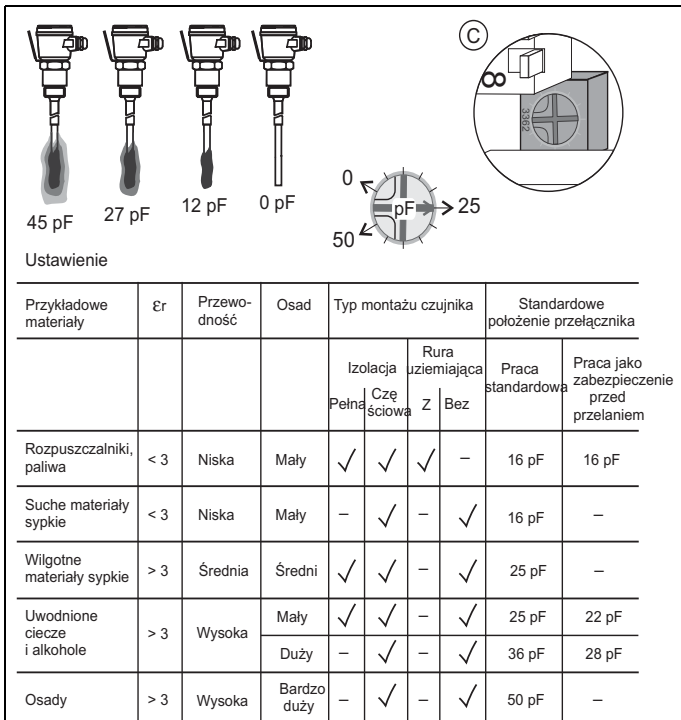 C
8
3362
45 pF
27 pF
12 pF
0 pF
0
pF
25
50
Ustawienie
Przykładowe
materiały
εr
Przewo-
dność
Osad
Typ montażu czujnika
Standardowe
położenie przełącznika
Izolacja
Rura
uziemiająca
Praca
standardowa
Praca jako
zabezpieczenie
przed
przelaniem
Pełna
Czę
ściowa
Z
Bez
Rozpuszczalniki,
paliwa
< 3 Niska Mały ✓ ✓ ✓ – 16 pF 16 pF
Suche materiały
sypkie
< 3 Niska Mały – ✓ – ✓ 16 pF –
Wilgotne
materiały sypkie
> 3 Średnia Średni ✓ ✓ – ✓ 25 pF –
Uwodnione
ciecze
i alkohole
> 3 Wysoka
Mały ✓ ✓ – ✓ 25 pF 22 pF
Duży – ✓ – ✓ 36 pF 28 pF
Osady > 3 Wysoka
Bardzo
duży
– ✓ – ✓ 50 pF –